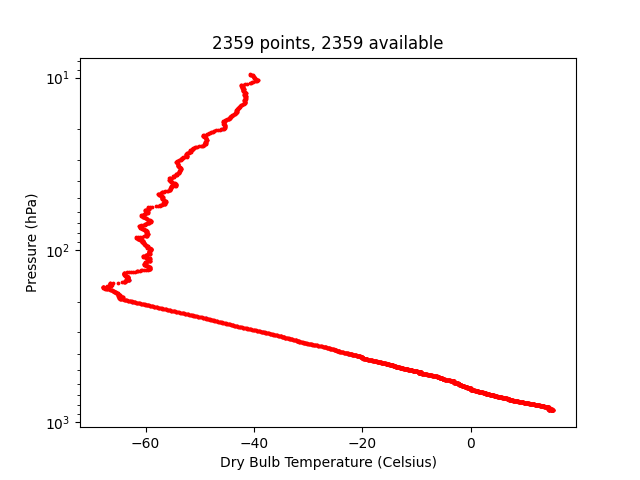 2359 points, 2359 available
10¹
10²
10³
Pressure (hPa)
−60
−40
−20
0
Dry Bulb Temperature (Celsius)